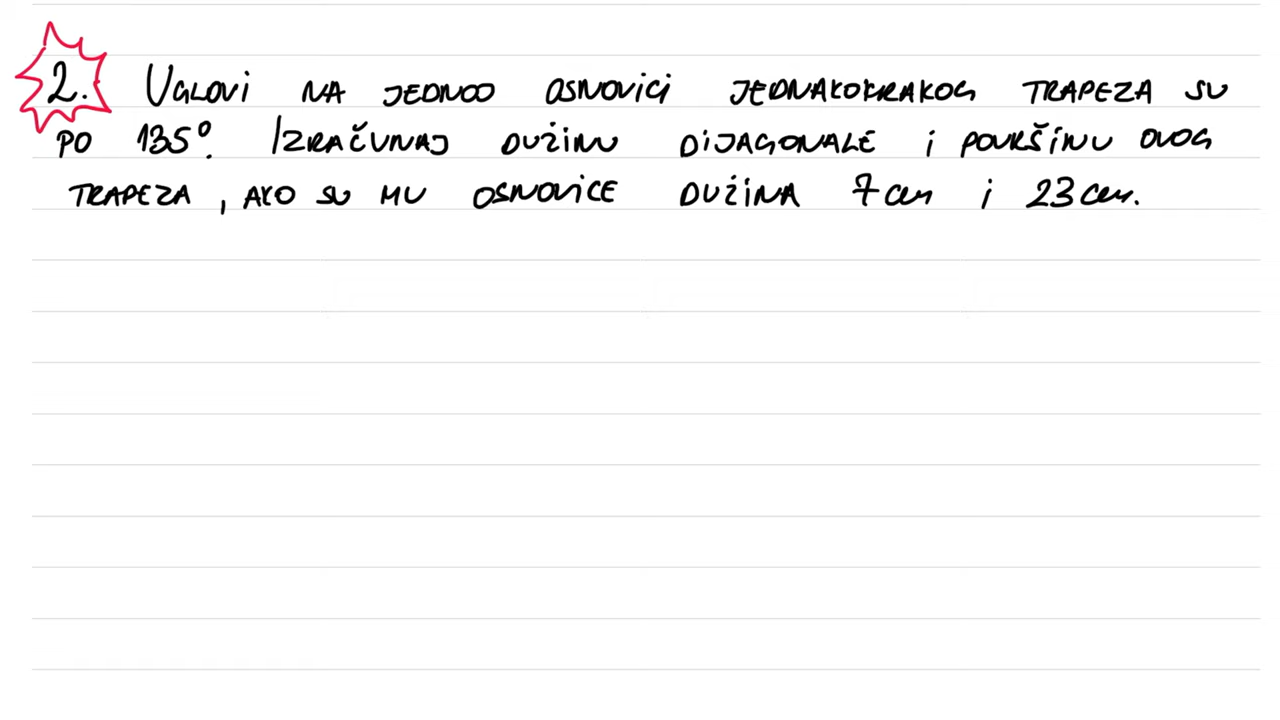 2. UGLOVI NA JEDNOJ OSNOVICI JEDNAKOKRAKOG TRAPEZA SU
PO 135°. IZRAČUNAJ DUŽINU DIJAGONALE I POVRŠINU OVOG
TRAPEZA, AKO SU MU OSNOVICE DUŽINA 7cm i 23cm.